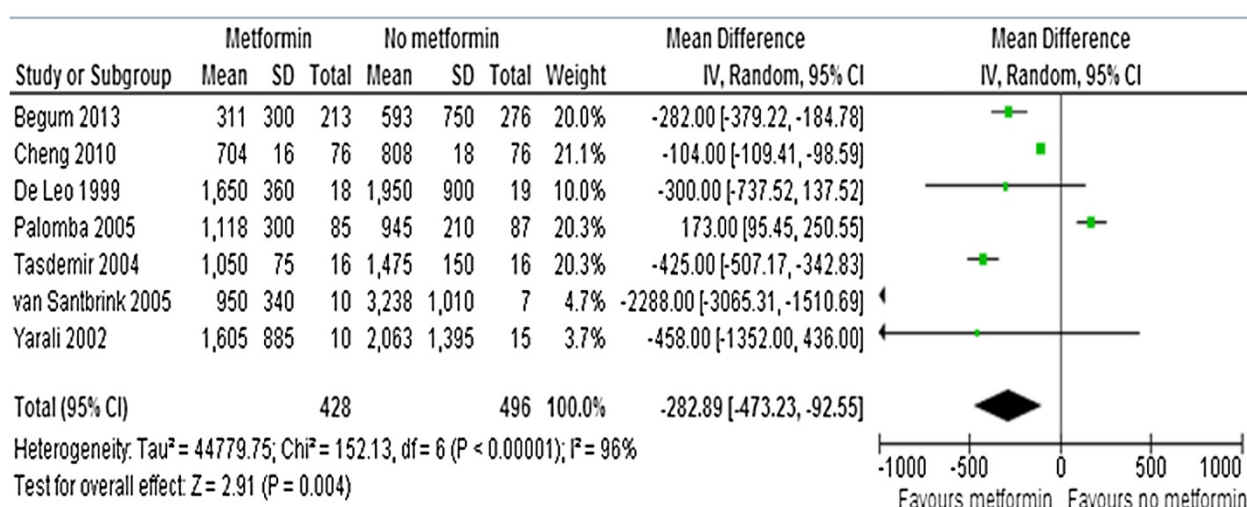 Metformin No metformin Mean Difference Mean Difference
Study or Subgroup Mean SD Total Mean SD Total Weight IV, Random, 95% CI IV, Random, 95% CI
Begum 2013 311 300 213 593 750 276 20.0% -282.00 [-379.22, -184.78]
Cheng 2010 704 16 76 808 18 76 21.1% -104.00 [-109.41, -98.59]
De Leo 1999 1,650 360 18 1,950 900 19 10.0% -300.00 [-737.52, 137.52]
Palomba 2005 1,118 300 85 945 210 87 20.3% 173.00 [95.45, 250.55]
Tasdemir 2004 1,050 75 16 1,475 150 16 20.3% -425.00 [-507.17, -342.83]
van Santbrink 2005 950 340 10 3,238 1,010 7 4.7% -2288.00 [-3065.31, -1510.69]
Yarali 2002 1,605 885 10 2,063 1,395 15 3.7% -458.00 [-1352.00, 436.00]
Total (95% CI) 428 496 100.0% -282.89 [-473.23, -92.55]
Heterogeneity: Tau² = 44779.75; Chi² = 152.13, df = 6 (P < 0.00001); I² = 96%
Test for overall effect: Z = 2.91 (P = 0.004)
-1000 -500 0 500 1000
Favours metformin Favours no metformin